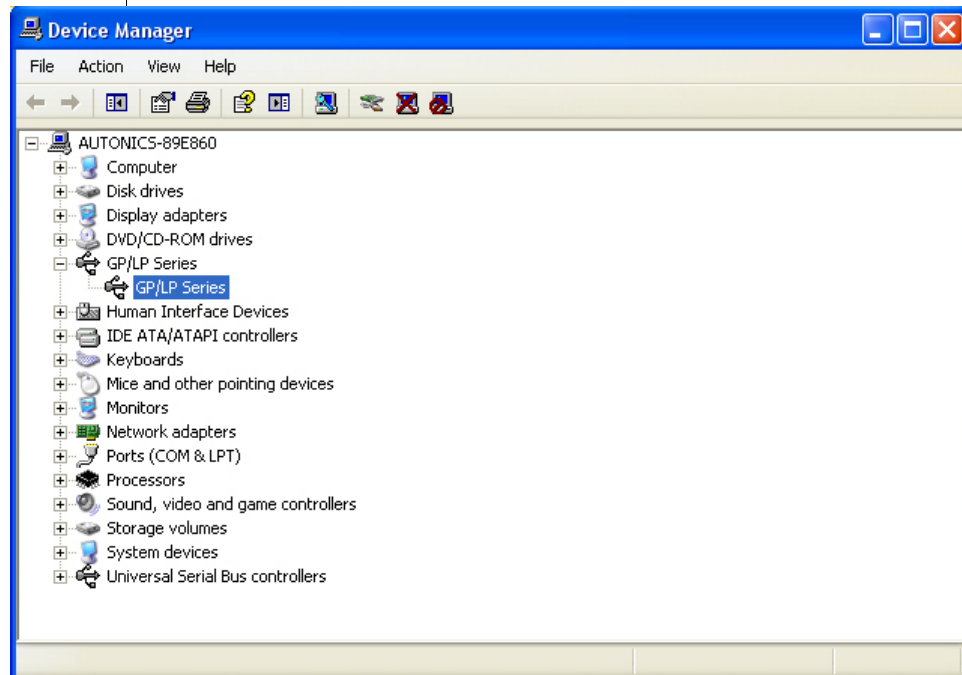 Device Manager
File Action View Help
AUTONICS-89E860
Computer
Disk drives
Display adapters
DVD/CD-ROM drives
GP/LP Series
GP/LP Series
Human Interface Devices
IDE ATA/ATAPI controllers
Keyboards
Mice and other pointing devices
Monitors
Network adapters
Ports (COM & LPT)
Processors
Sound, video and game controllers
Storage volumes
System devices
Universal Serial Bus controllers